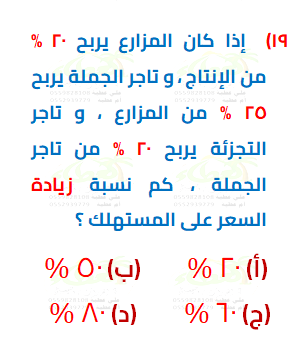 ١٩) إذا كان المزارع يربح ٢٠ %
من الإنتاج ، و تاجر الجملة يربح
٢٥ % من المزارع ، و تاجر
التجزئة يربح ٢٠ % من تاجر
الجملة ، كم نسبة زيادة
السعر على المستهلك ؟
(أ) ٢٠ % (ب) ٥٠ %
(ج) ٦٠ % (د) ٨٠ %